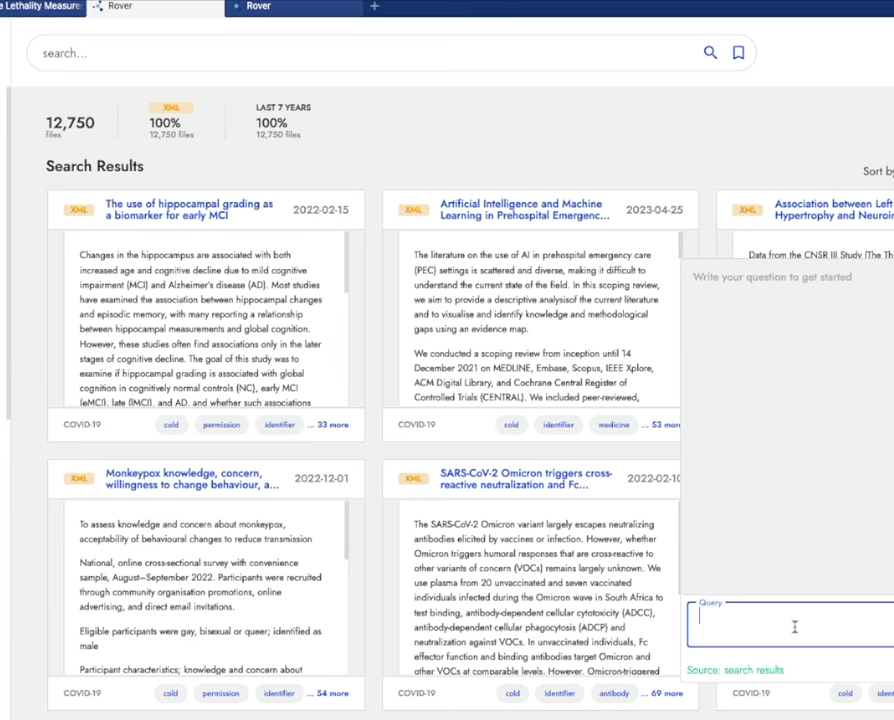 e Lethality Measure
Rover
Rover
search...
12,750
files
XML
100%
12,750 files
LAST 7 YEARS
100%
12,750 files
Search Results
Sort by
XML
The use of hippocampal grading as
a biomarker for early MCI
2022-02-15
Changes in the hippocampus are associated with both
increased age and cognitive decline due to mild cognitive
impairment (MCI) and Alzheimer's disease (AD). Most studies
have examined the association between hippocampal changes
and episodic memory, with many reporting a relationship
between hippocampal measurements and global cognition.
However, these studies often find associations only in the later
stages of cognitive decline. The goal of this study was to
examine if hippocampal grading is associated with global
cognition in cognitively normal controls (NC), early MCI
(eMCI), late (lMCI), and AD, and whether such associations
COVID-19
cold
permission
identifier
... 33 more
XML
Artificial Intelligence and Machine
Learning in Prehospital Emergenc...
2023-04-25
The literature on the use of AI in prehospital emergency care
(PEC) settings is scattered and diverse, making it difficult to
understand the current state of the field. In this scoping review,
we aim to provide a descriptive analysisof the current literature
and to visualise and identify knowledge and methodological
gaps using an evidence map.
We conducted a scoping review from inception until 14
December 2021 on MEDLINE, Embase, Scopus, IEEE Xplore,
ACM Digital Library, and Cochrane Central Register of
Controlled Trials (CENTRAL). We included peer-reviewed,
COVID-19
cold
identifier
medicine
... 53 more
XML
Association between Left
Hypertrophy and Neuroin
Data from the CNSR III Study (The Th
Write your question to get started
XML
Monkeypox knowledge, concern,
willingness to change behaviour, a...
2022-12-01
To assess knowledge and concern about monkeypox,
acceptability of behavioural changes to reduce transmission
National, online cross-sectional survey with convenience
sample, August–September 2022. Participants were recruited
through community organisation promotions, online
advertising, and direct email invitations.
Eligible participants were gay, bisexual or queer; identified as
male
Participant characteristics; knowledge and concern about
COVID-19
cold
permission
identifier
... 54 more
XML
SARS-CoV-2 Omicron triggers cross-
reactive neutralization and Fc...
2022-02-10
The SARS-CoV-2 Omicron variant largely escapes neutralizing
antibodies elicited by vaccines or infection. However, whether
Omicron triggers humoral responses that are cross-reactive to
other variants of concern (VOCs) remains largely unknown. We
use plasma from 20 unvaccinated and seven vaccinated
individuals infected during the Omicron wave in South Africa to
test binding, antibody-dependent cellular cytotoxicity (ADCC),
antibody-dependent cellular phagocytosis (ADCP) and
neutralization against VOCs. In unvaccinated individuals, Fc
effector function and binding antibodies target Omicron and
other VOCs at comparable levels. However, Omicron-triggered
COVID-19
cold
identifier
antibody
... 69 more
Query
Source: search results
COVID-19
cold
iden